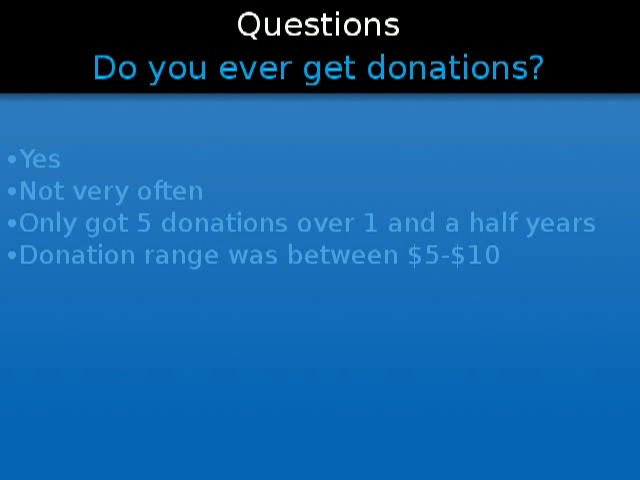 Questions
Do you ever get donations?
•Yes
•Not very often
•Only got 5 donations over 1 and a half years
•Donation range was between $5-$10